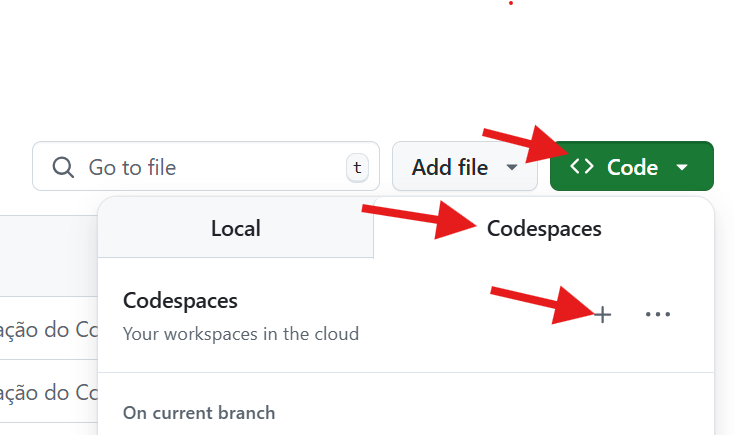 Go to file
t
Add file
<> Code
Local
Codespaces
Codespaces
Your workspaces in the cloud
ação do Co
ação do Co
On current branch